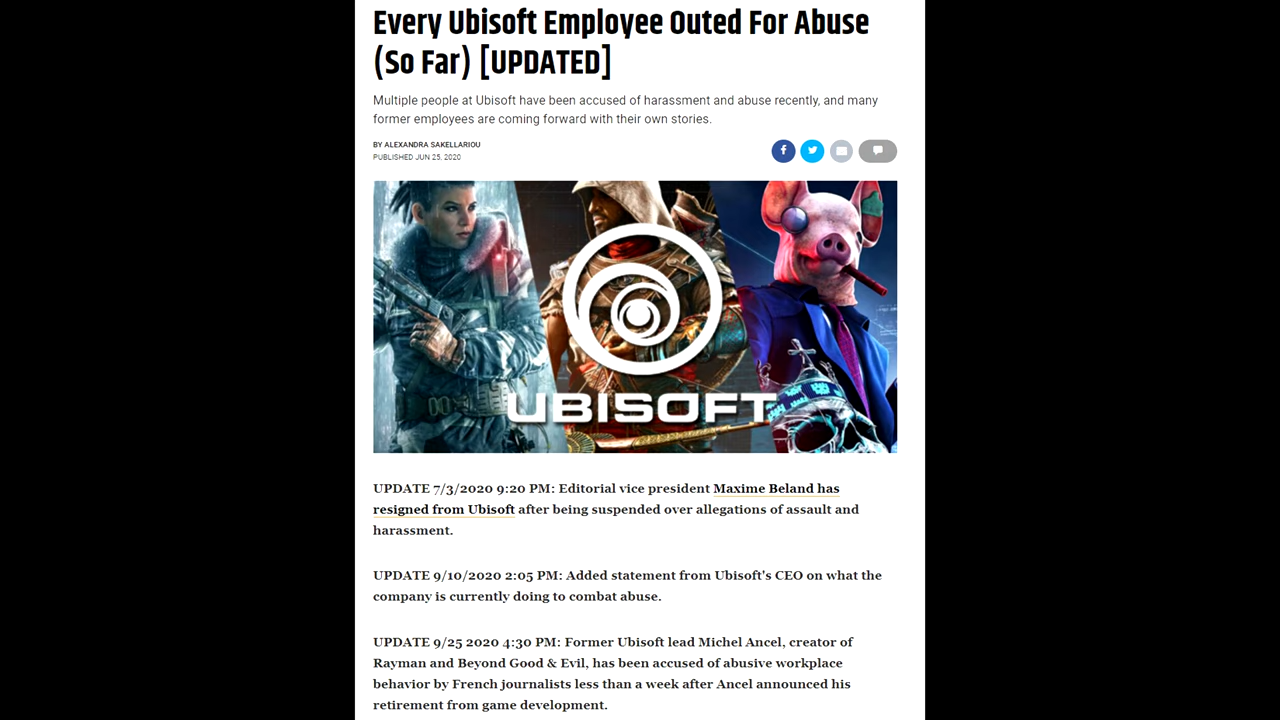 Every Ubisoft Employee Outed For Abuse
(So Far) [UPDATED]
Multiple people at Ubisoft have been accused of harassment and abuse recently, and many
former employees are coming forward with their own stories.
BY ALEXANDRA SAKELLARIOU
PUBLISHED JUN 25, 2020
UBISOFT
UPDATE 7/3/2020 9:20 PM: Editorial vice president Maxime Beland has
resigned from Ubisoft after being suspended over allegations of assault and
harassment.
UPDATE 9/10/2020 2:05 PM: Added statement from Ubisoft's CEO on what the
company is currently doing to combat abuse.
UPDATE 9/25 2020 4:30 PM: Former Ubisoft lead Michel Ancel, creator of
Rayman and Beyond Good & Evil, has been accused of abusive workplace
behavior by French journalists less than a week after Ancel announced his
retirement from game development.